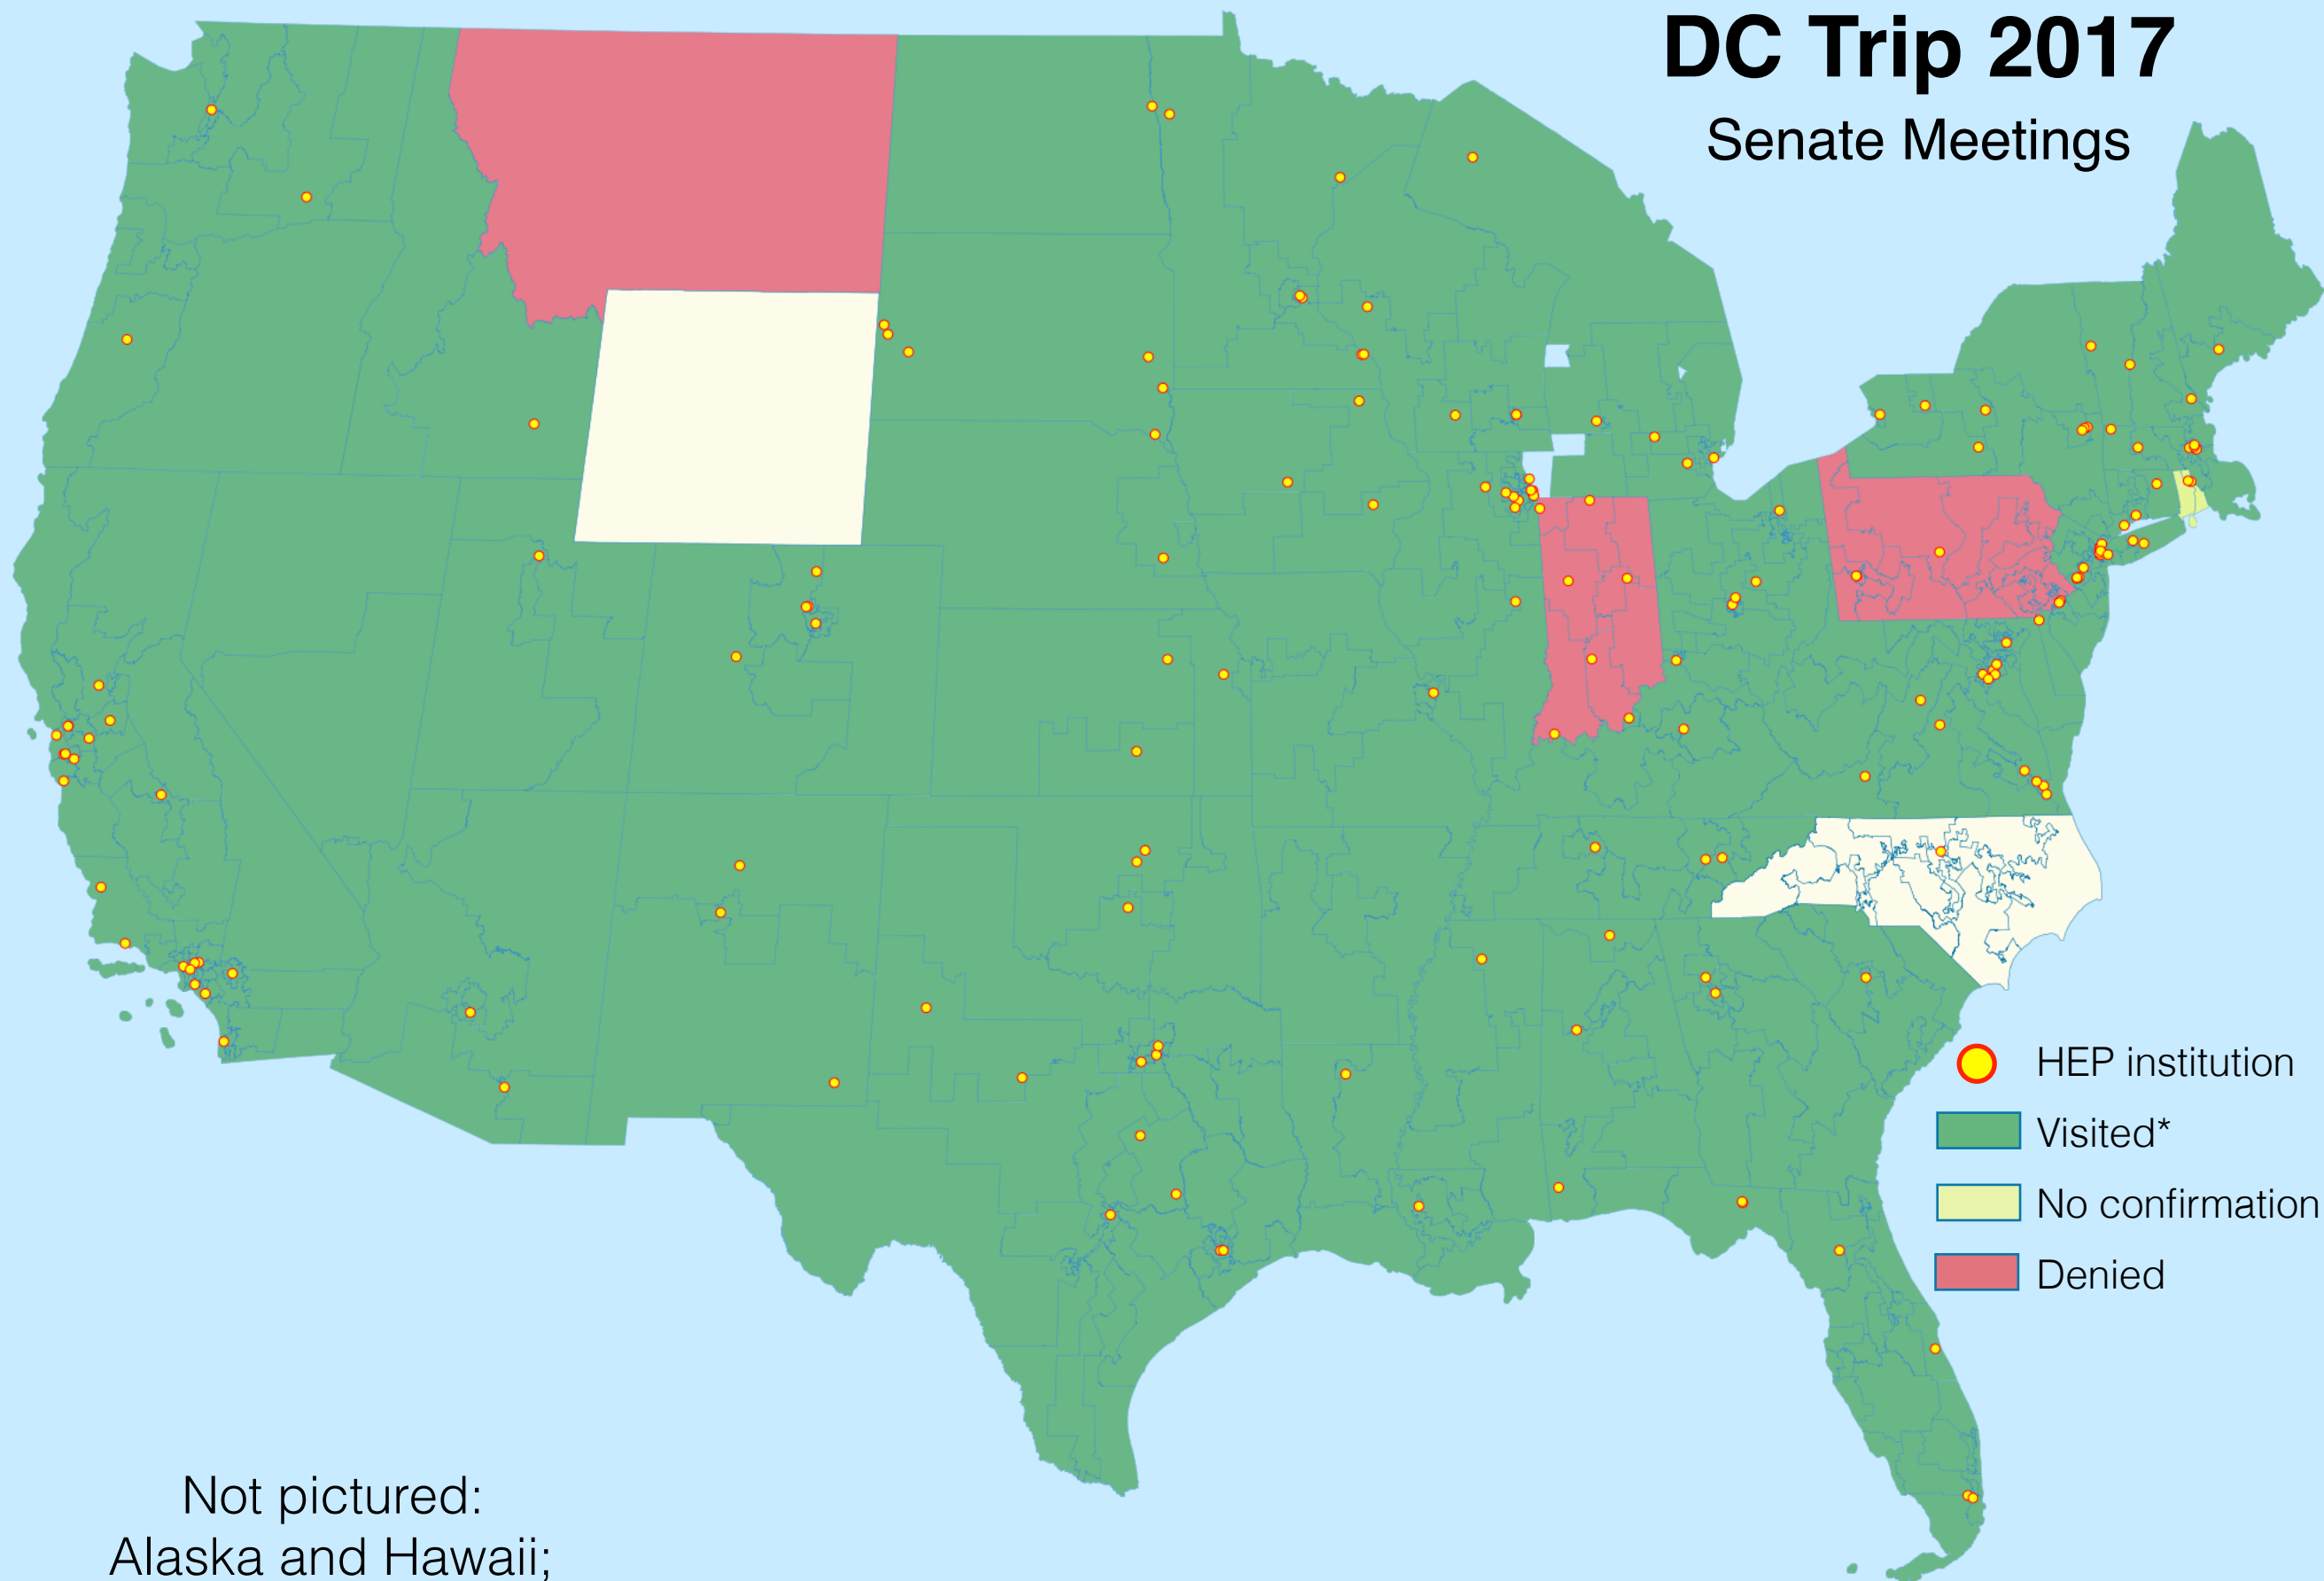 DC Trip 2017
Senate Meetings
HEP institution
Visited*
No confirmation
Denied
Not pictured:
Alaska and Hawaii;